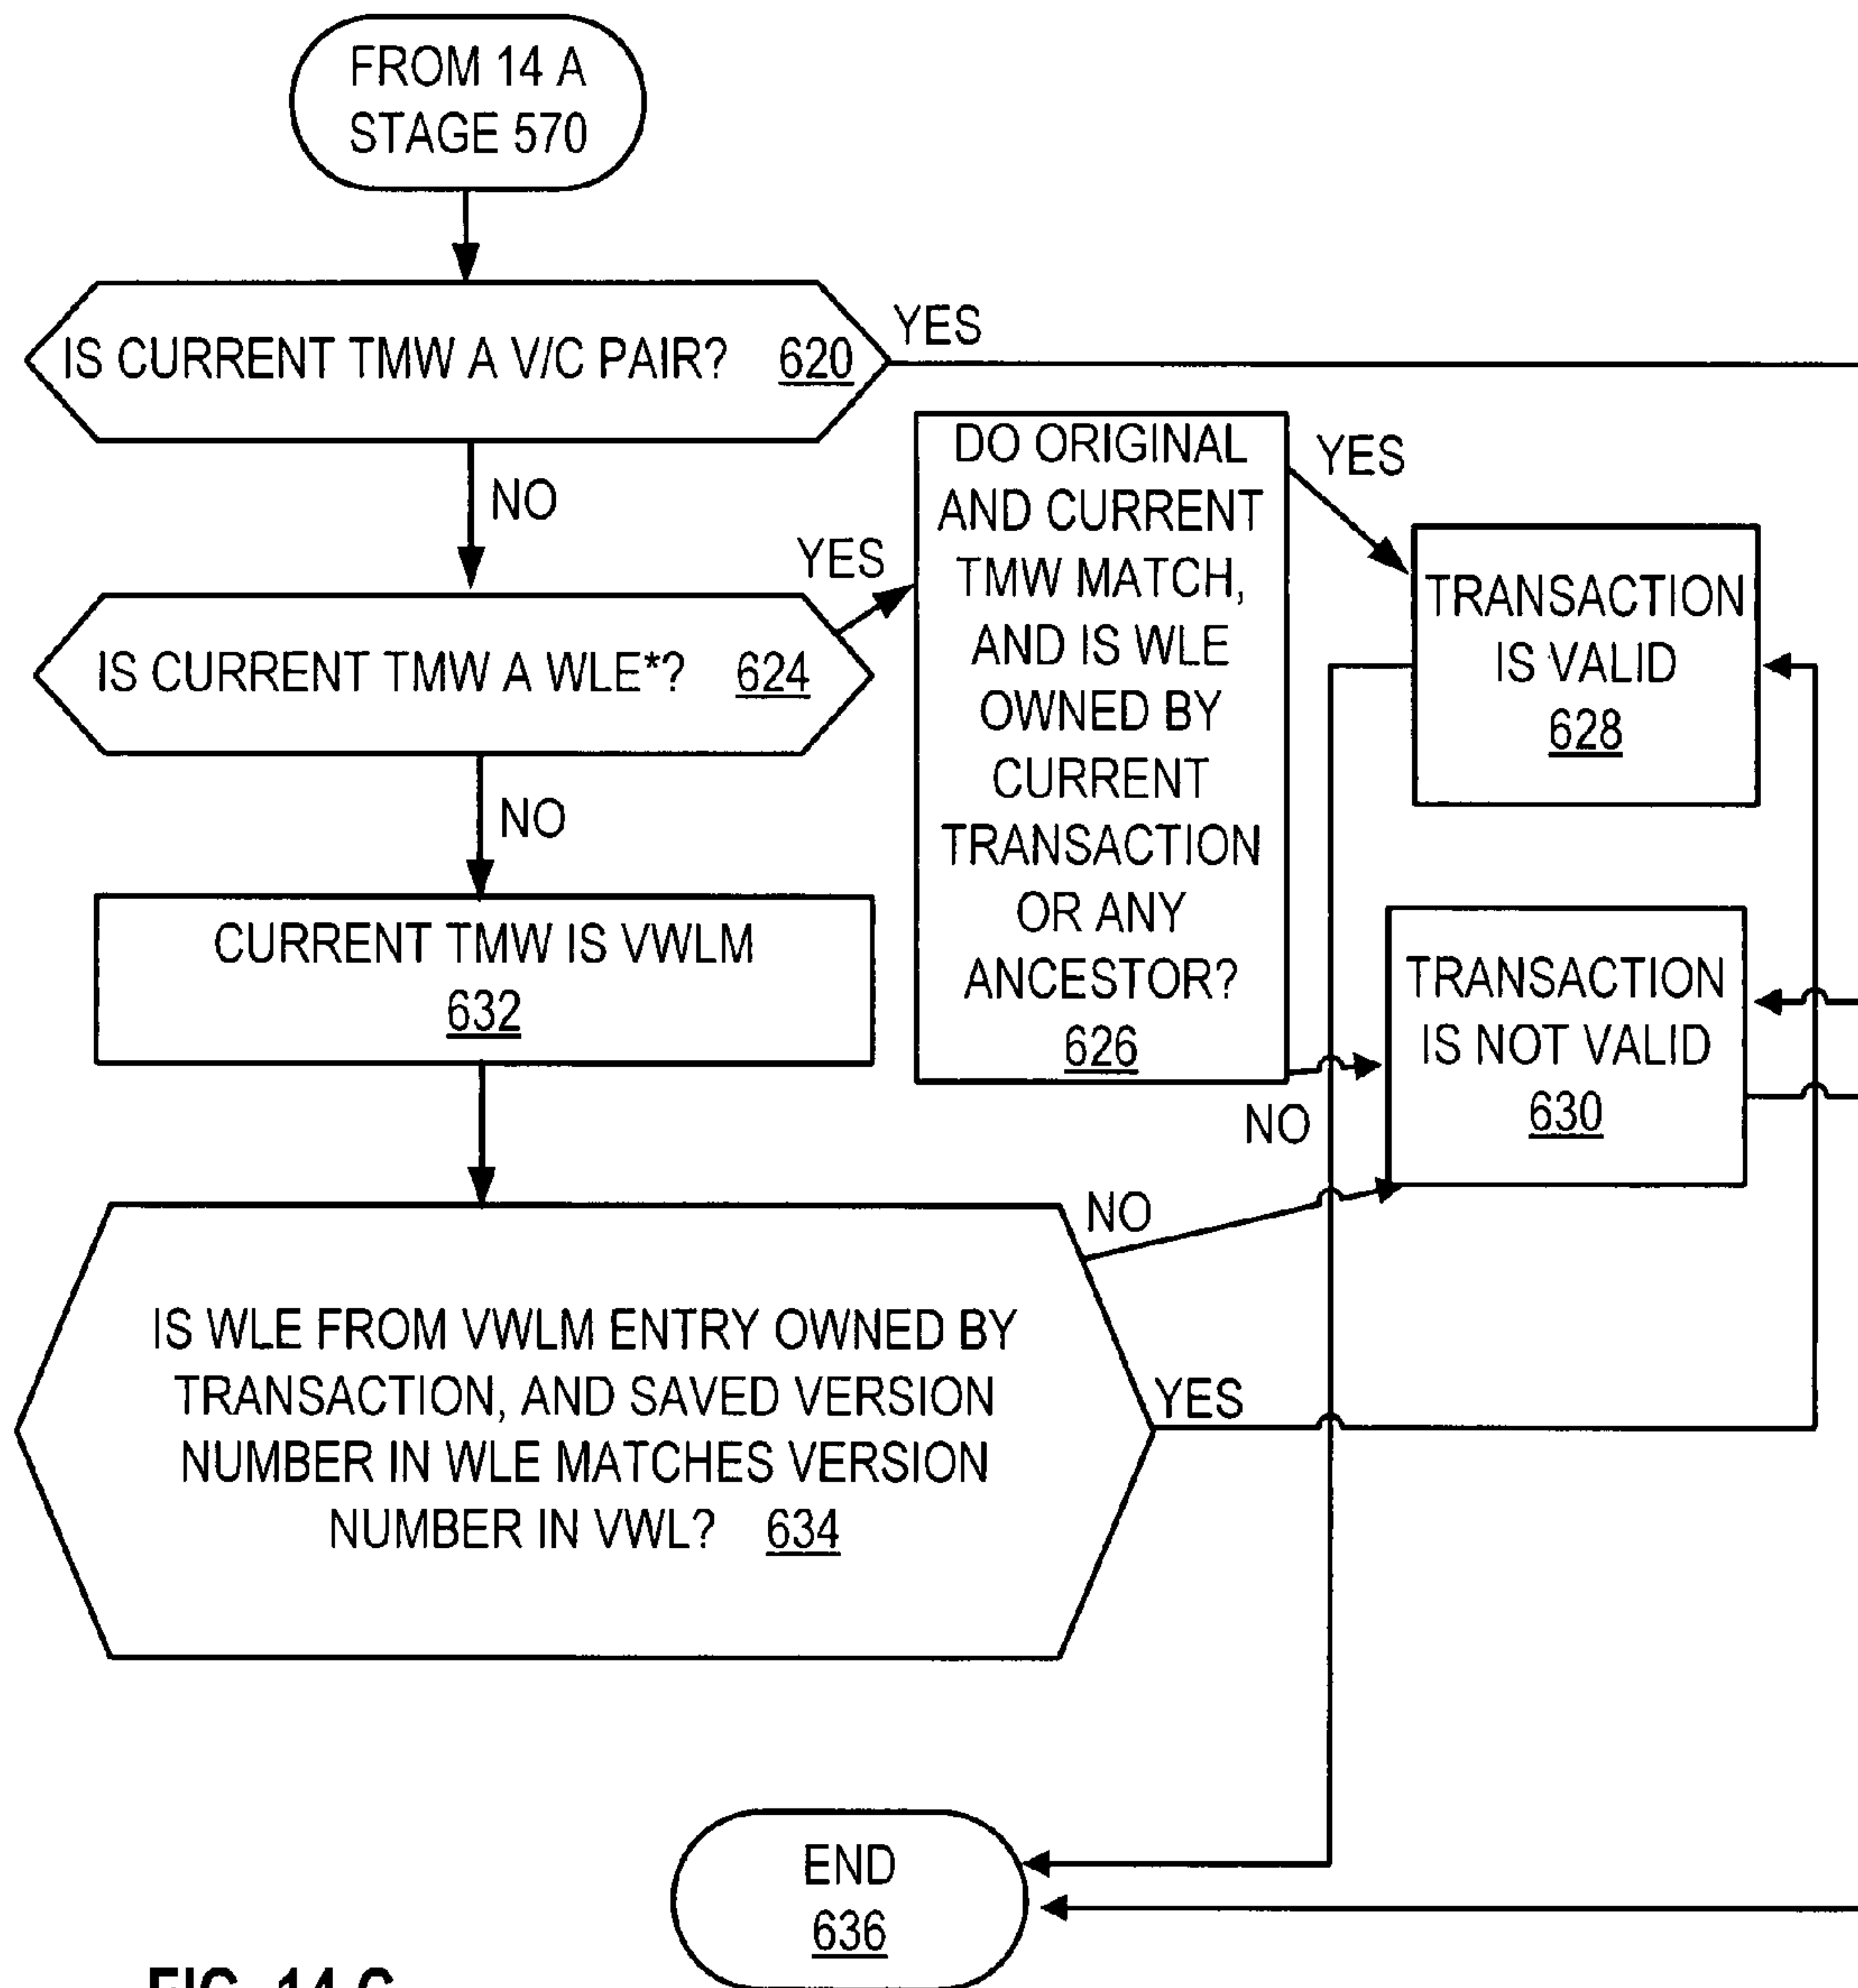 FROM 14 A
STAGE 570
IS CURRENT TMW A V/C PAIR? 620
YES
NO
IS CURRENT TMW A WLE*? 624
YES
NO
DO ORIGINAL
AND CURRENT
TMW MATCH,
AND IS WLE
OWNED BY
CURRENT
TRANSACTION
OR ANY
ANCESTOR?
626
YES
NO
TRANSACTION
IS VALID
628
TRANSACTION
IS NOT VALID
630
CURRENT TMW IS VWLM
632
IS WLE FROM VWLM ENTRY OWNED BY
TRANSACTION, AND SAVED VERSION
NUMBER IN WLE MATCHES VERSION
NUMBER IN VWL? 634
NO
YES
END
636
FIG. 14 C